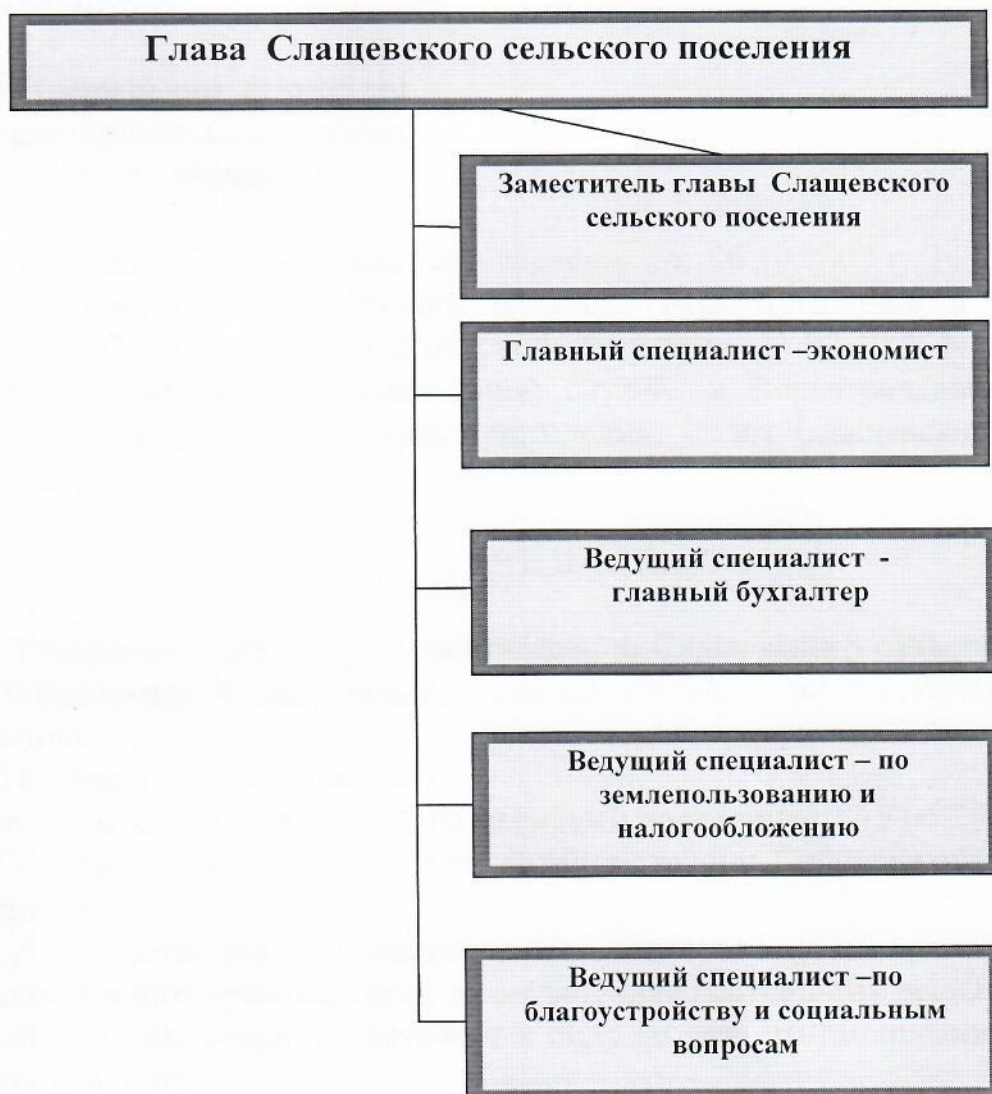 Глава Слащевского сельского поселения
Заместитель главы Слащевского
сельского поселения
Главный специалист –экономист
Ведущий специалист -
главный бухгалтер
Ведущий специалист – по
землепользованию и
налогообложению
Ведущий специалист –по
благоустройству и социальным
вопросам